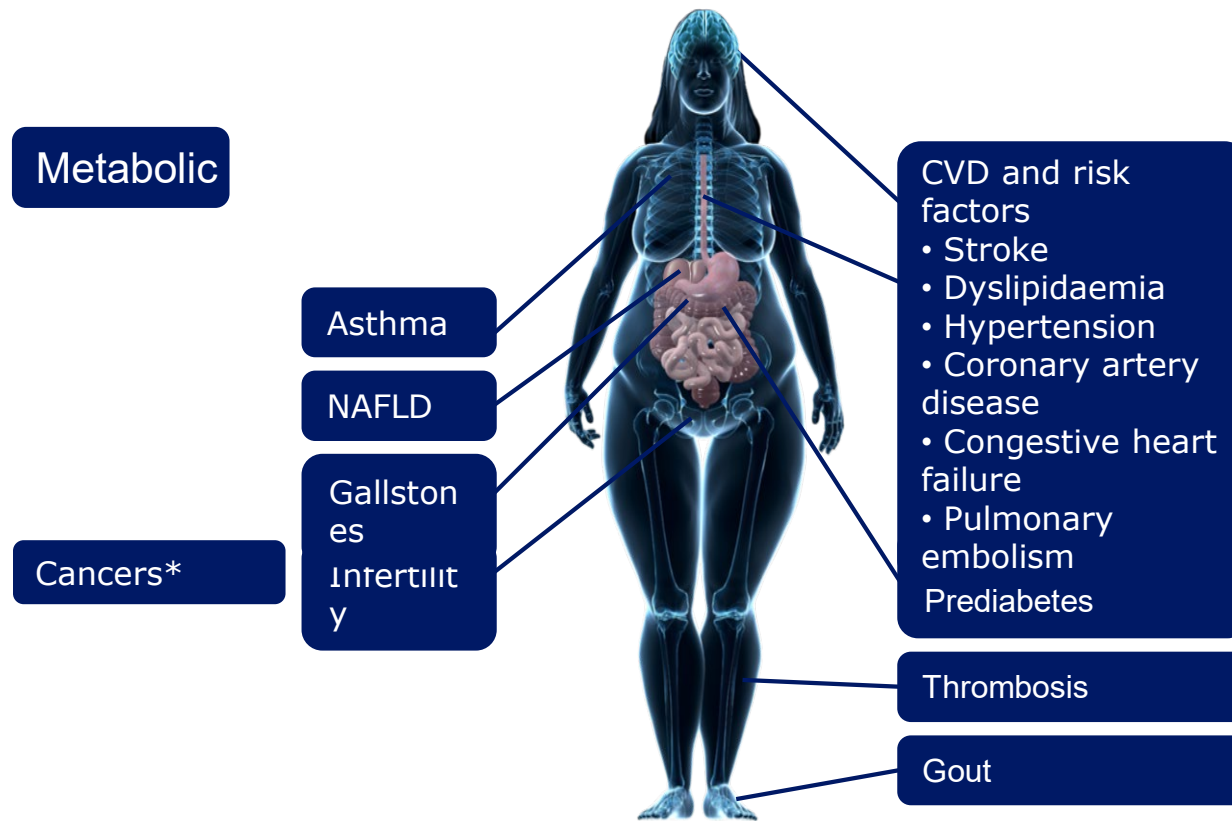 Metabolic
Asthma
NAFLD
Gallston
es
Infertilit
y
Cancers*
CVD and risk
factors
• Stroke
• Dyslipidaemia
• Hypertension
• Coronary artery
disease
• Congestive heart
failure
• Pulmonary
embolism
Prediabetes
Thrombosis
Gout